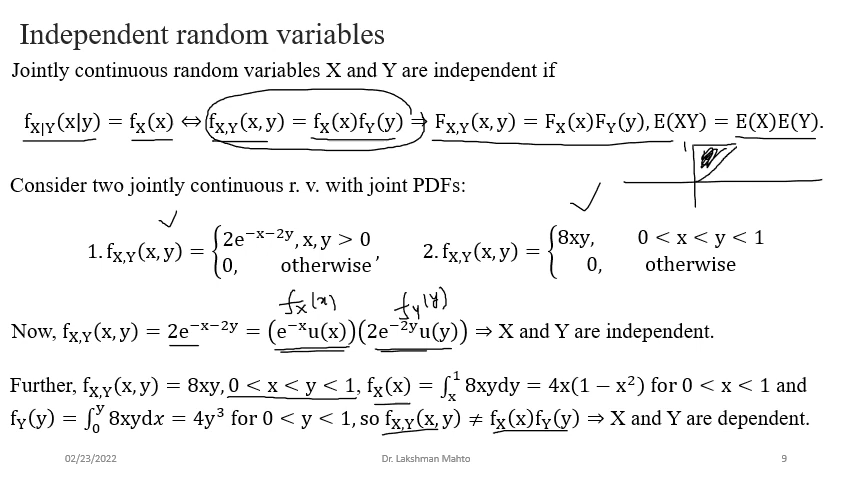 Independent random variables
Jointly continuous random variables X and Y are independent if
f_{X|Y}(x|y) = f_X(x) ⇔ f_{X,Y}(x, y) = f_X(x)f_Y(y) ⇒ F_{X,Y}(x, y) = F_X(x)F_Y(y), E(XY) = E(X)E(Y).
1
Consider two jointly continuous r. v. with joint PDFs:
1. f_{X,Y}(x, y) = {2e^{−x−2y}, x, y > 0
0, otherwise ,
2. f_{X,Y}(x, y) = {8xy, 0 < x < y < 1
0, otherwise
f_X(x) f_Y(y)
Now, f_{X,Y}(x, y) = 2e^{−x−2y} = (e^{−x}u(x))(2e^{−2y}u(y)) ⇒ X and Y are independent.
Further, f_{X,Y}(x, y) = 8xy, 0 < x < y < 1, f_X(x) = ∫_x^1 8xydy = 4x(1 − x²) for 0 < x < 1 and
f_Y(y) = ∫_0^y 8xydx = 4y³ for 0 < y < 1, so f_{X,Y}(x, y) ≠ f_X(x)f_Y(y) ⇒ X and Y are dependent.
02/23/2022 Dr. Lakshman Mahto 9